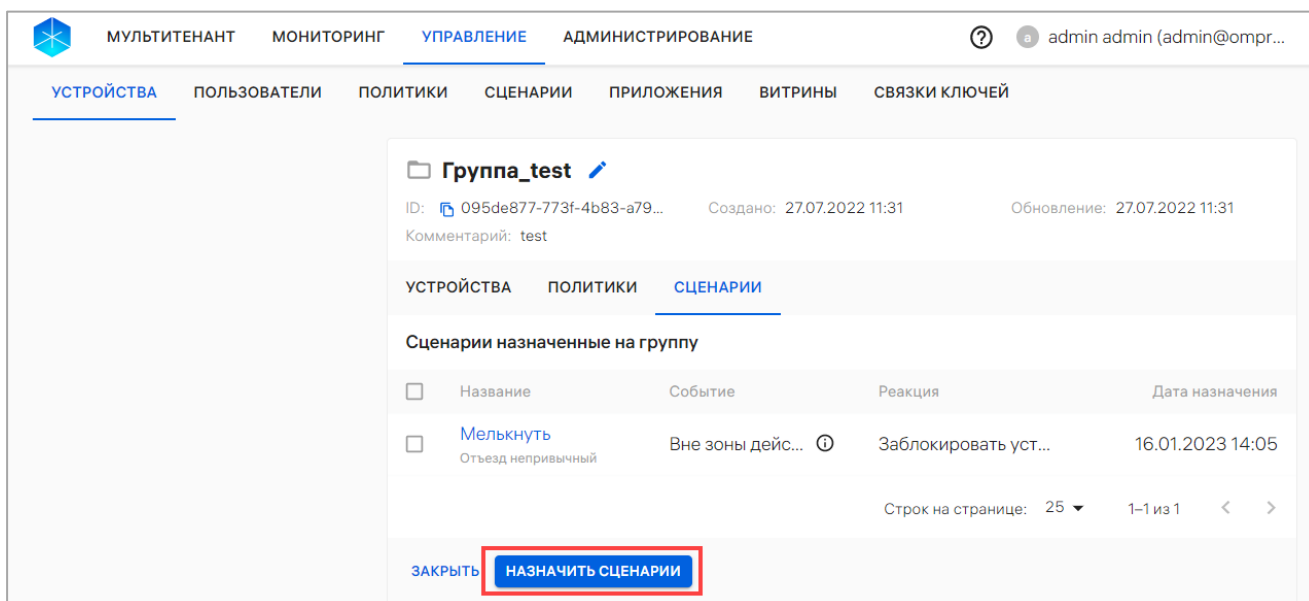 МУЛЬТИТЕНАНТ МОНИТОРИНГ УПРАВЛЕНИЕ АДМИНИСТРИРОВАНИЕ ? a admin admin (admin@ompr...
УСТРОЙСТВА ПОЛЬЗОВАТЕЛИ ПОЛИТИКИ СЦЕНАРИИ ПРИЛОЖЕНИЯ ВИТРИНЫ СВЯЗКИ КЛЮЧЕЙ
Группа_test
ID: 095de877-773f-4b83-a79... Создано: 27.07.2022 11:31 Обновление: 27.07.2022 11:31
Комментарий: test
УСТРОЙСТВА ПОЛИТИКИ СЦЕНАРИИ
Сценарии назначенные на группу
Название Событие Реакция Дата назначения
Мелькнуть Вне зоны дейс... Заблокировать уст... 16.01.2023 14:05
Отъезд непривычный
Строк на странице: 25 1–1 из 1
ЗАКРЫТЬ НАЗНАЧИТЬ СЦЕНАРИИ